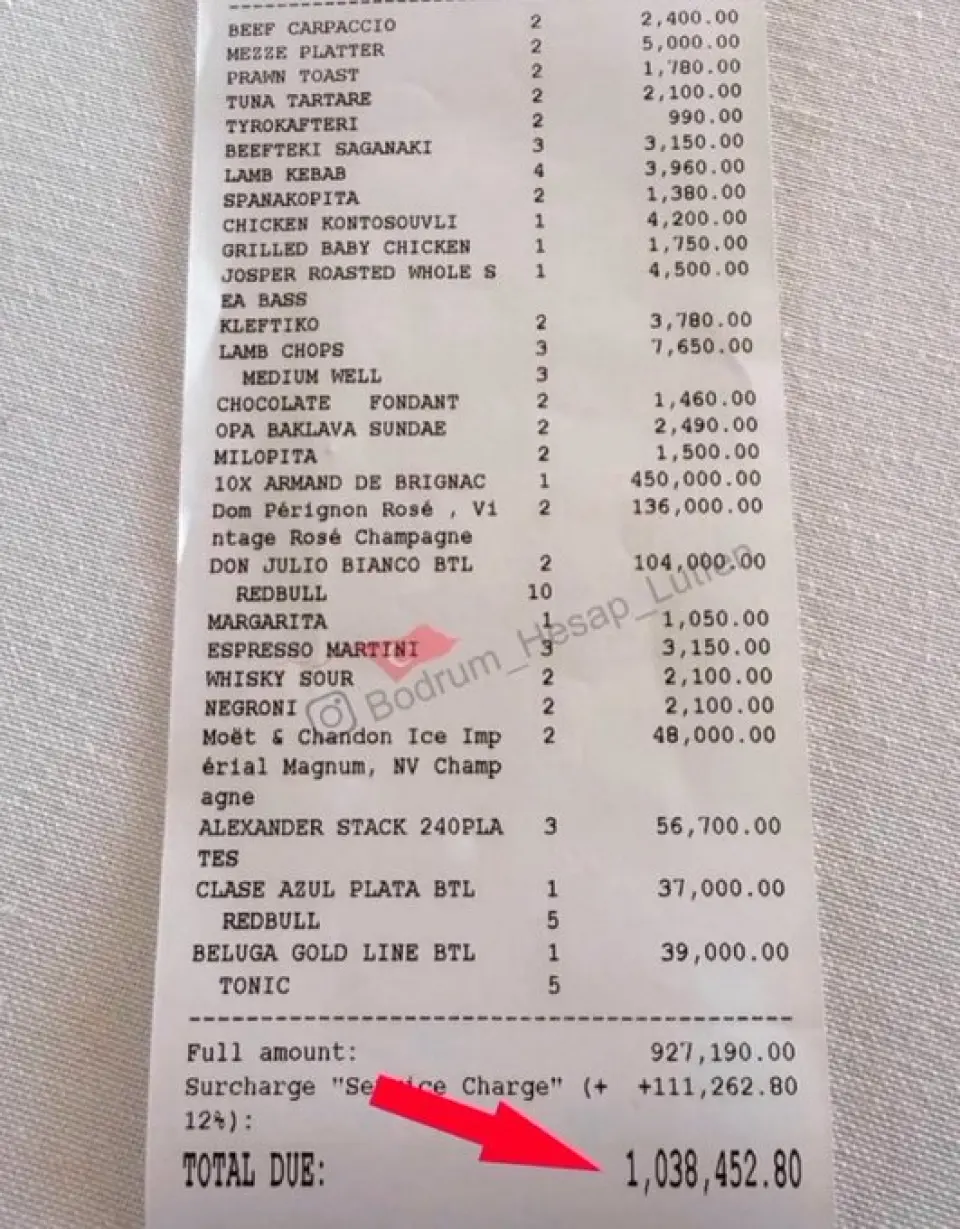 BEEF CARPACCIO 2 2,400.00
MEZZE PLATTER 2 5,000.00
PRAWN TOAST 2 1,780.00
TUNA TARTARE 2 2,100.00
TYROKAFTERI 2 990.00
BEEFTEKI SAGANAKI 3 3,150.00
LAMB KEBAB 4 3,960.00
SPANAKOPITA 2 1,380.00
CHICKEN KONTOSOUVLI 1 4,200.00
GRILLED BABY CHICKEN 1 1,750.00
JOSPER ROASTED WHOLE S 1 4,500.00
EA BASS
KLEFTIKO 2 3,780.00
LAMB CHOPS 3 7,650.00
MEDIUM WELL 3
CHOCOLATE FONDANT 2 1,460.00
OPA BAKLAVA SUNDAE 2 2,490.00
MILOPITA 2 1,500.00
10X ARMAND DE BRIGNAC 1 450,000.00
Dom Pérignon Rosé , Vi 2 136,000.00
ntage Rosé Champagne
DON JULIO BIANCO BTL 2 104,000.00
REDBULL 10
MARGARITA 1 1,050.00
ESPRESSO MARTINI 3 3,150.00
WHISKY SOUR 2 2,100.00
NEGRONI 2 2,100.00
Bodrum_Hesap_Lutfen
Moët & Chandon Ice Imp 2 48,000.00
érial Magnum, NV Champ
agne
ALEXANDER STACK 240PLA 3 56,700.00
TES
CLASE AZUL PLATA BTL 1 37,000.00
REDBULL 5
BELUGA GOLD LINE BTL 1 39,000.00
TONIC 5
Full amount: 927,190.00
Surcharge "Service Charge" (+ +111,262.80
12%):
TOTAL DUE: 1,038,452.80